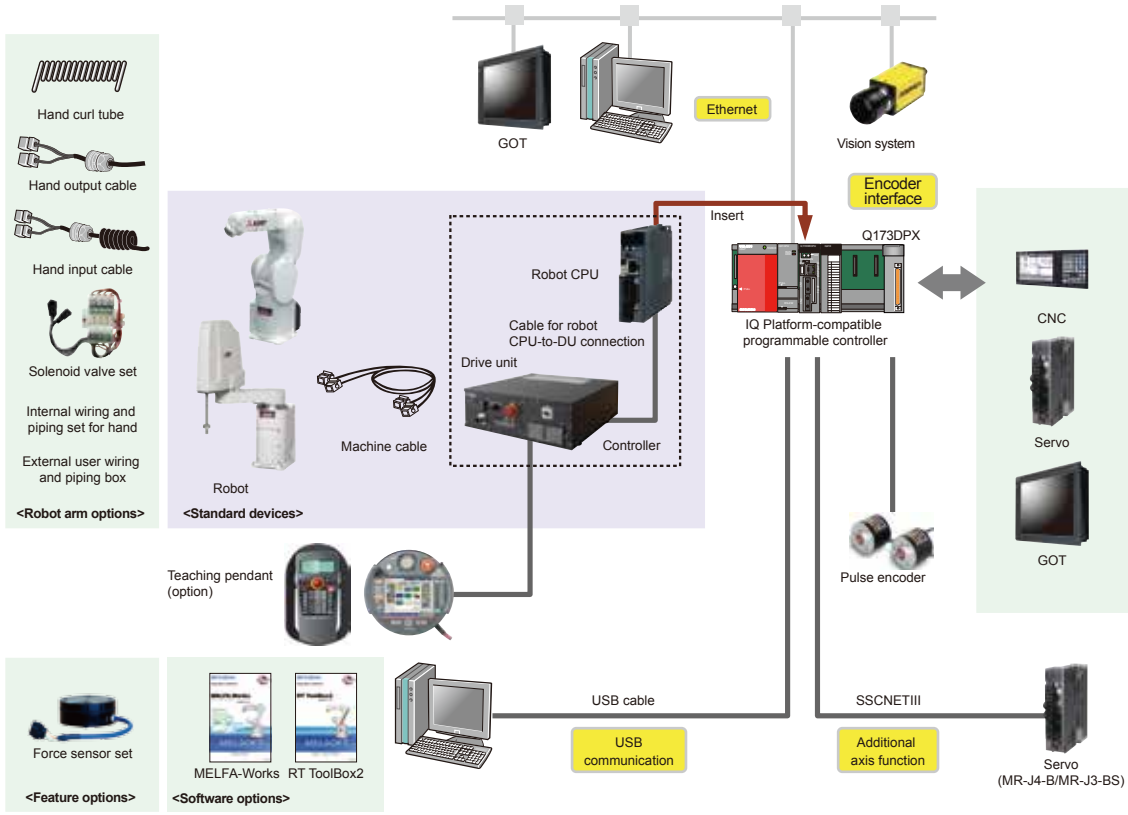 Hand curl tube
Hand output cable
Hand input cable
Solenoid valve set
Internal wiring and
piping set for hand
External user wiring
and piping box
<Robot arm options>
GOT
Ethernet
Vision system
Encoder
interface
Insert
Q173DPX
Robot CPU
Cable for robot
CPU-to-DU connection
Drive unit
Machine cable
Controller
Robot
<Standard devices>
IQ Platform-compatible
programmable controller
CNC
Servo
GOT
Teaching pendant
(option)
Pulse encoder
Force sensor set
<Feature options>
MELFA-Works
RT ToolBox2
MELFA-Works RT ToolBox2
<Software options>
USB cable
USB
communication
SSCNETIII
Additional
axis function
Servo
(MR-J4-B/MR-J3-BS)